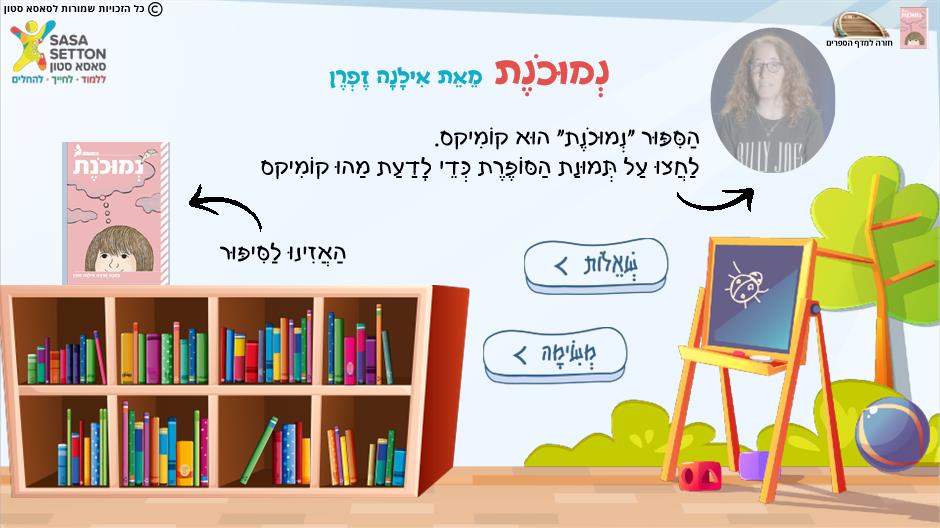 © כל הזכויות שמורות לסאסא סטון
חזרה למדף הספרים
SASA
SETTON
סאסא סטון
ללמוד • לחייך • להחלים
נְמוּכֹּנֶת מֵאֵת אִילָנָה זֶפְרֶן
הַסִּפּוּר "נְמוּכֹּנֶת" הוּא קוֹמִיקְס.
לַחֲצוּ עַל תְּמוּנַת הַסּוֹפֶרֶת כְּדֵי לָדַעַת מַהוּ קוֹמִיקְס
נְמוּכֹּנֶת
הַאֲזִינוּ לַסִּיפּוּר
שְׁאֵלוֹת >
מְשִׂימָה >